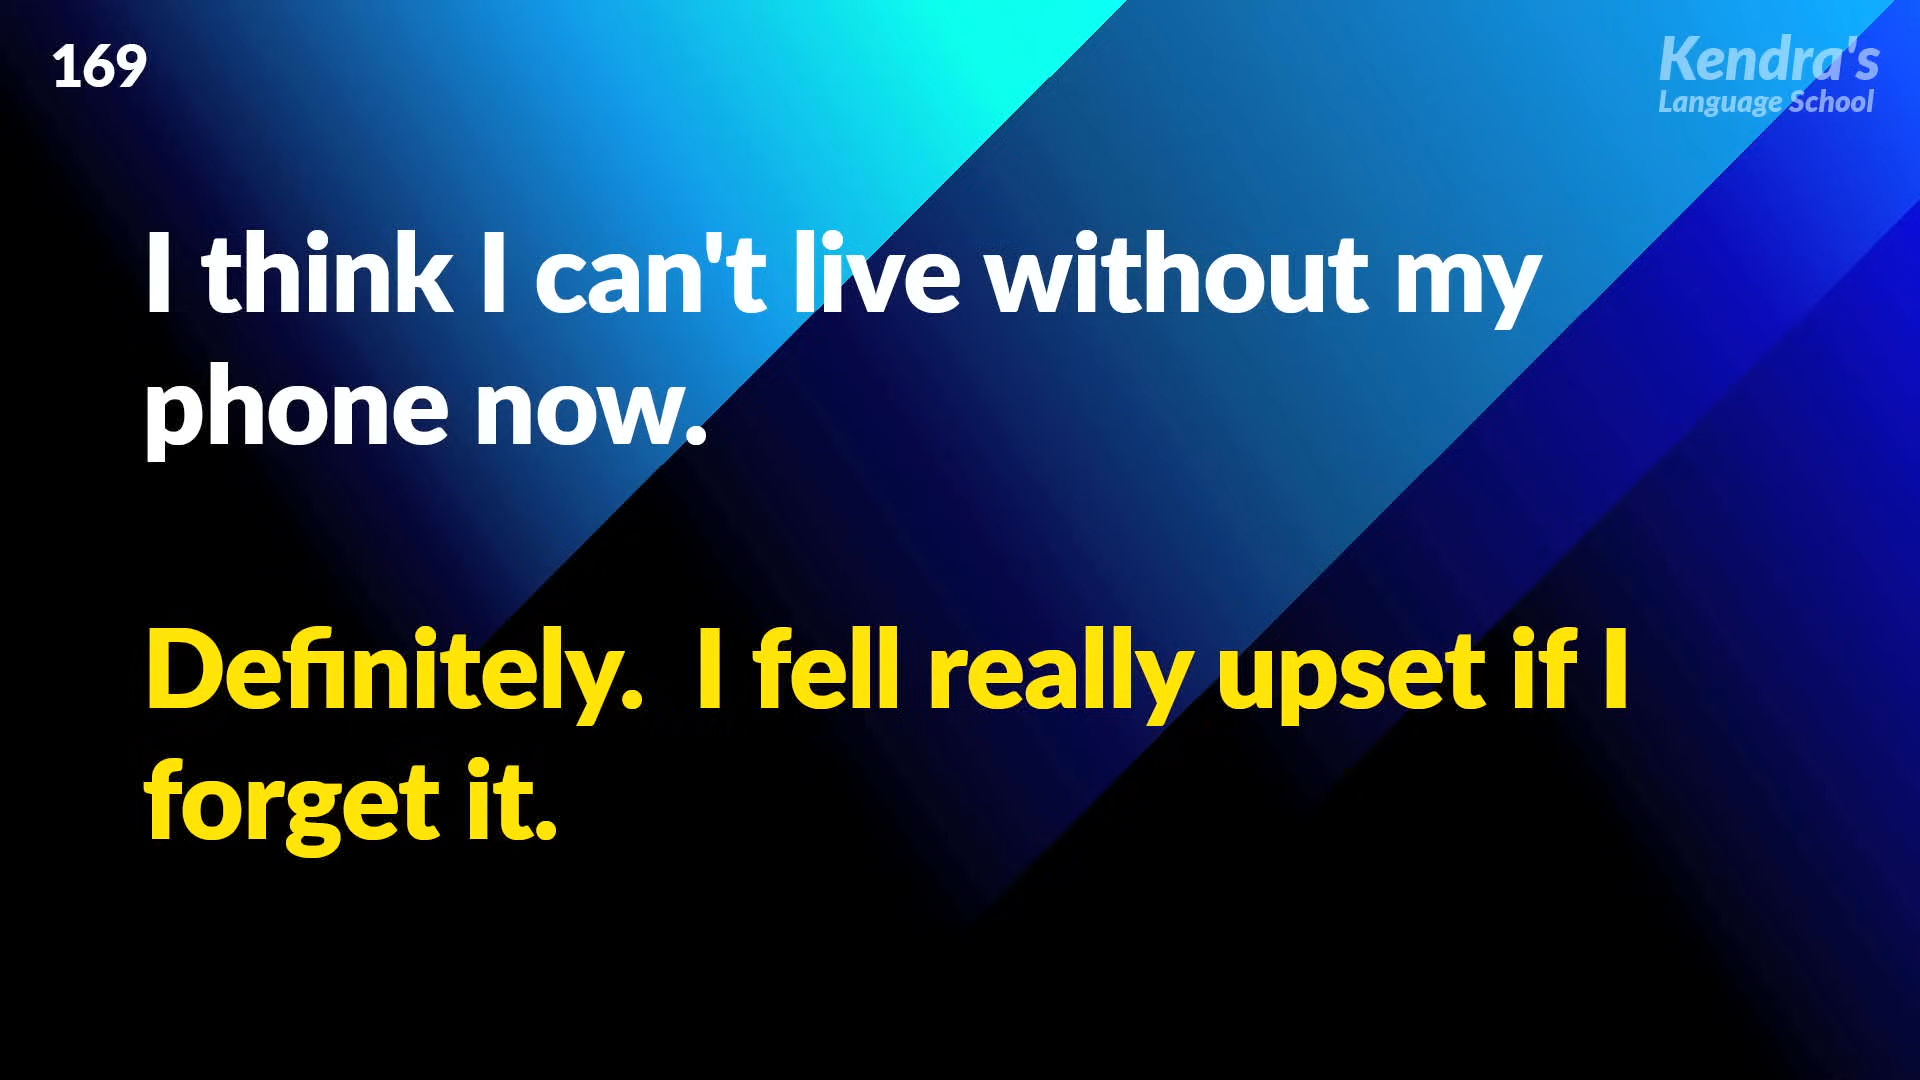 169
Kendra's
Language School
I think I can't live without my
phone now.
Definitely.  I fell really upset if I
forget it.